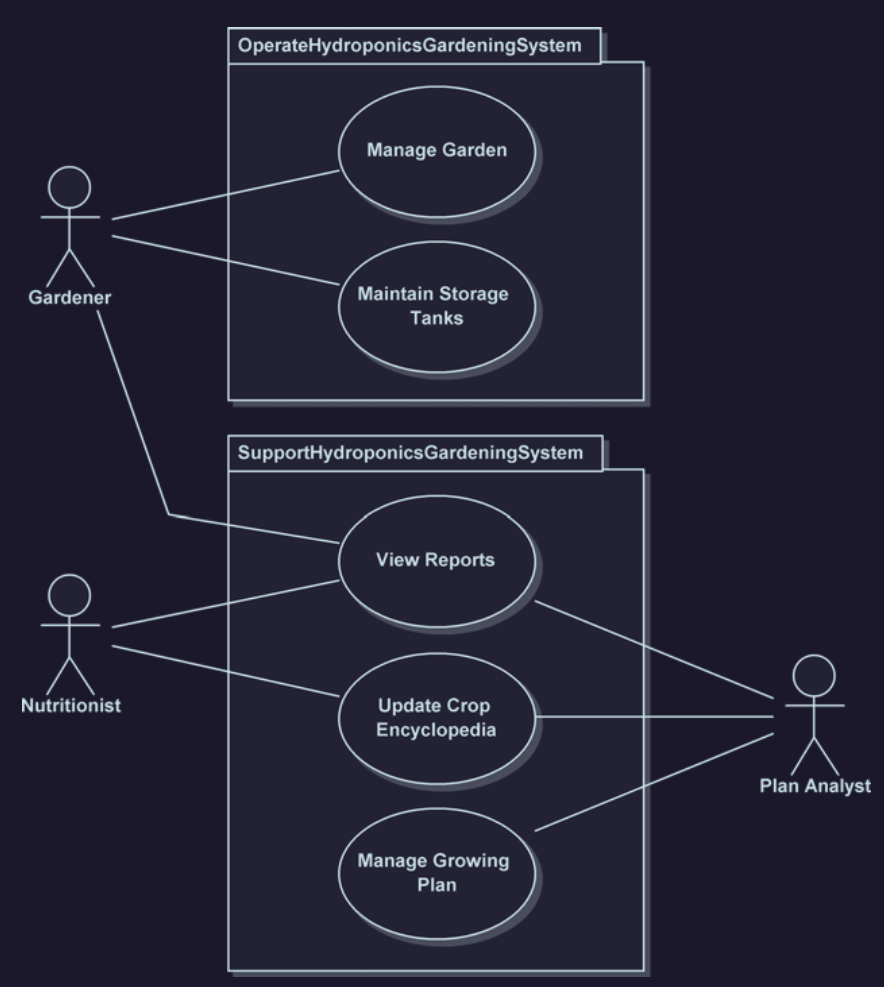 OperateHydroponicsGardeningSystem
Manage Garden
Gardener
Maintain Storage
Tanks
SupportHydroponicsGardeningSystem
View Reports
Nutritionist
Update Crop
Encyclopedia
Plan Analyst
Manage Growing
Plan